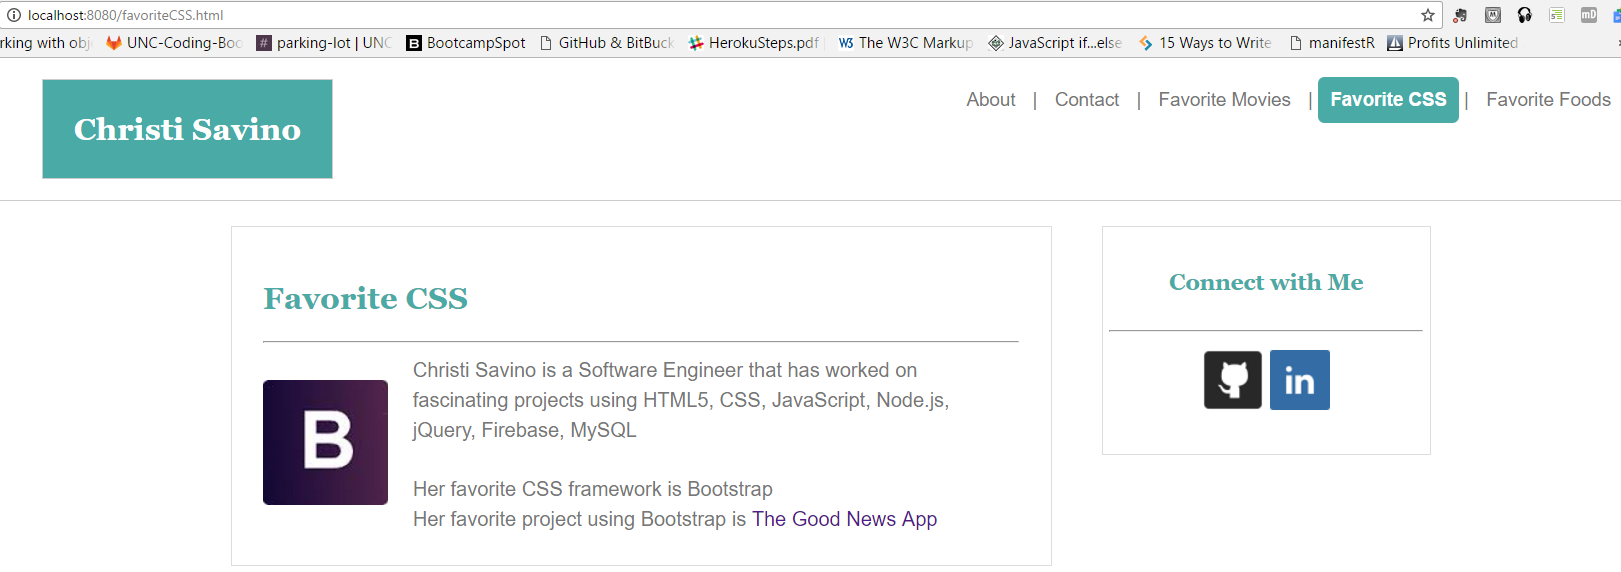 localhost:8080/favoriteCSS.html
rking with obj UNC-Coding-Boo # parking-lot | UNC B BootcampSpot GitHub & BitBuck HerokuSteps.pdf W3 The W3C Markup JavaScript if...else 15 Ways to Write manifestR Profits Unlimited
Christi Savino
About | Contact | Favorite Movies | Favorite CSS | Favorite Foods
Favorite CSS
B
Christi Savino is a Software Engineer that has worked on
fascinating projects using HTML5, CSS, JavaScript, Node.js,
jQuery, Firebase, MySQL
Her favorite CSS framework is Bootstrap
Her favorite project using Bootstrap is The Good News App
Connect with Me
in